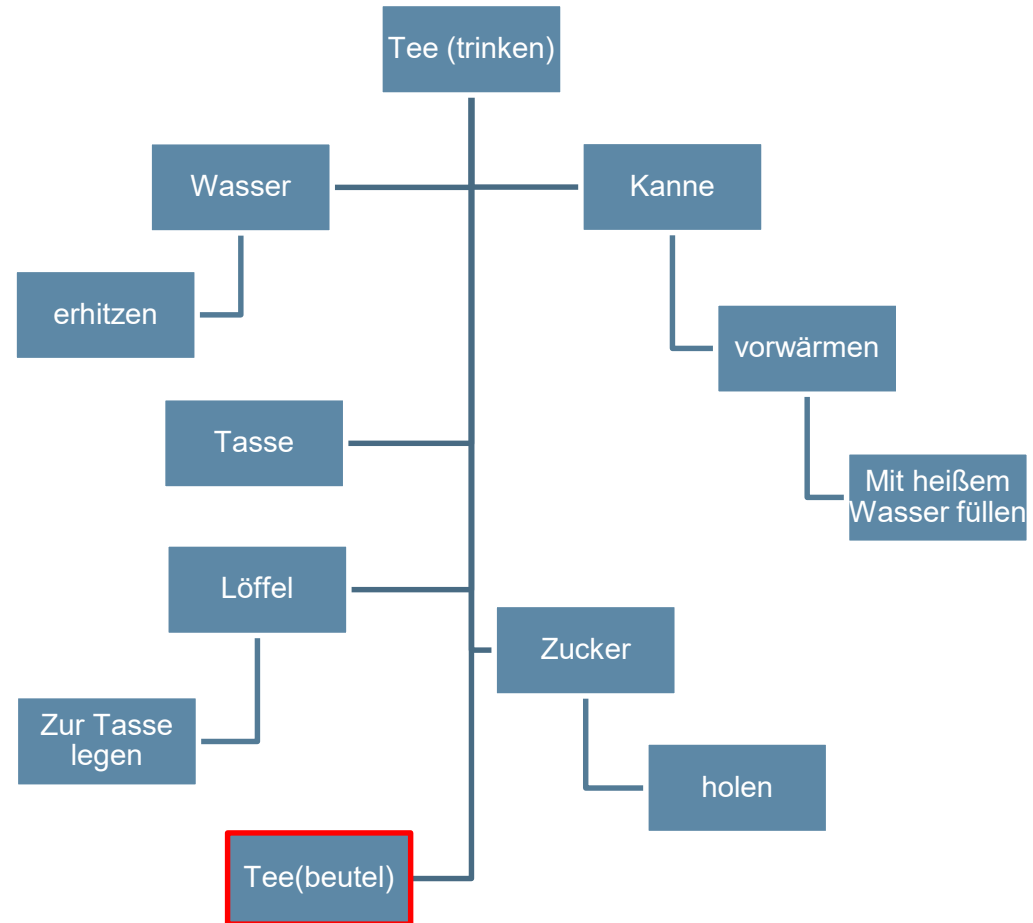 Tee (trinken)
Wasser
Kanne
erhitzen
vorwärmen
Tasse
Mit heißem
Wasser füllen
Löffel
Zucker
Zur Tasse
legen
holen
Tee(beutel)